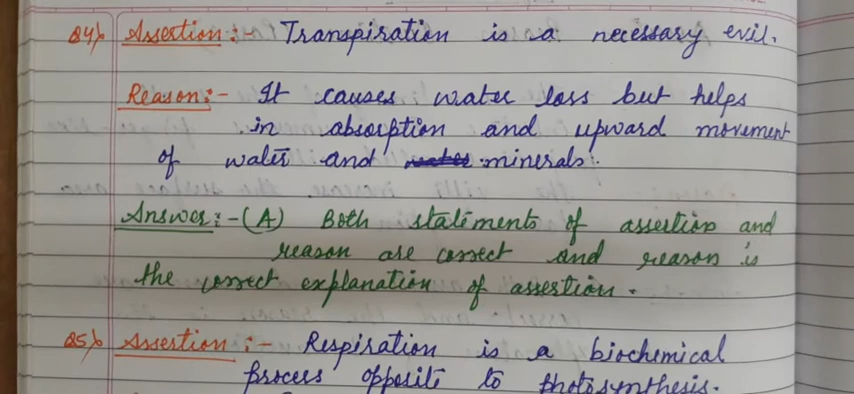 Q4) Assertion:- Transpiration is a necessary evil.
Reason:- It causes water loss but helps
in absorption and upward movement
of water and minerals.
Answer:- (A) Both statements of assertion and
reason are correct and reason is
the correct explanation of assertion.
Q5) Assertion:- Respiration is a biochemical
process opposite to photosynthesis.